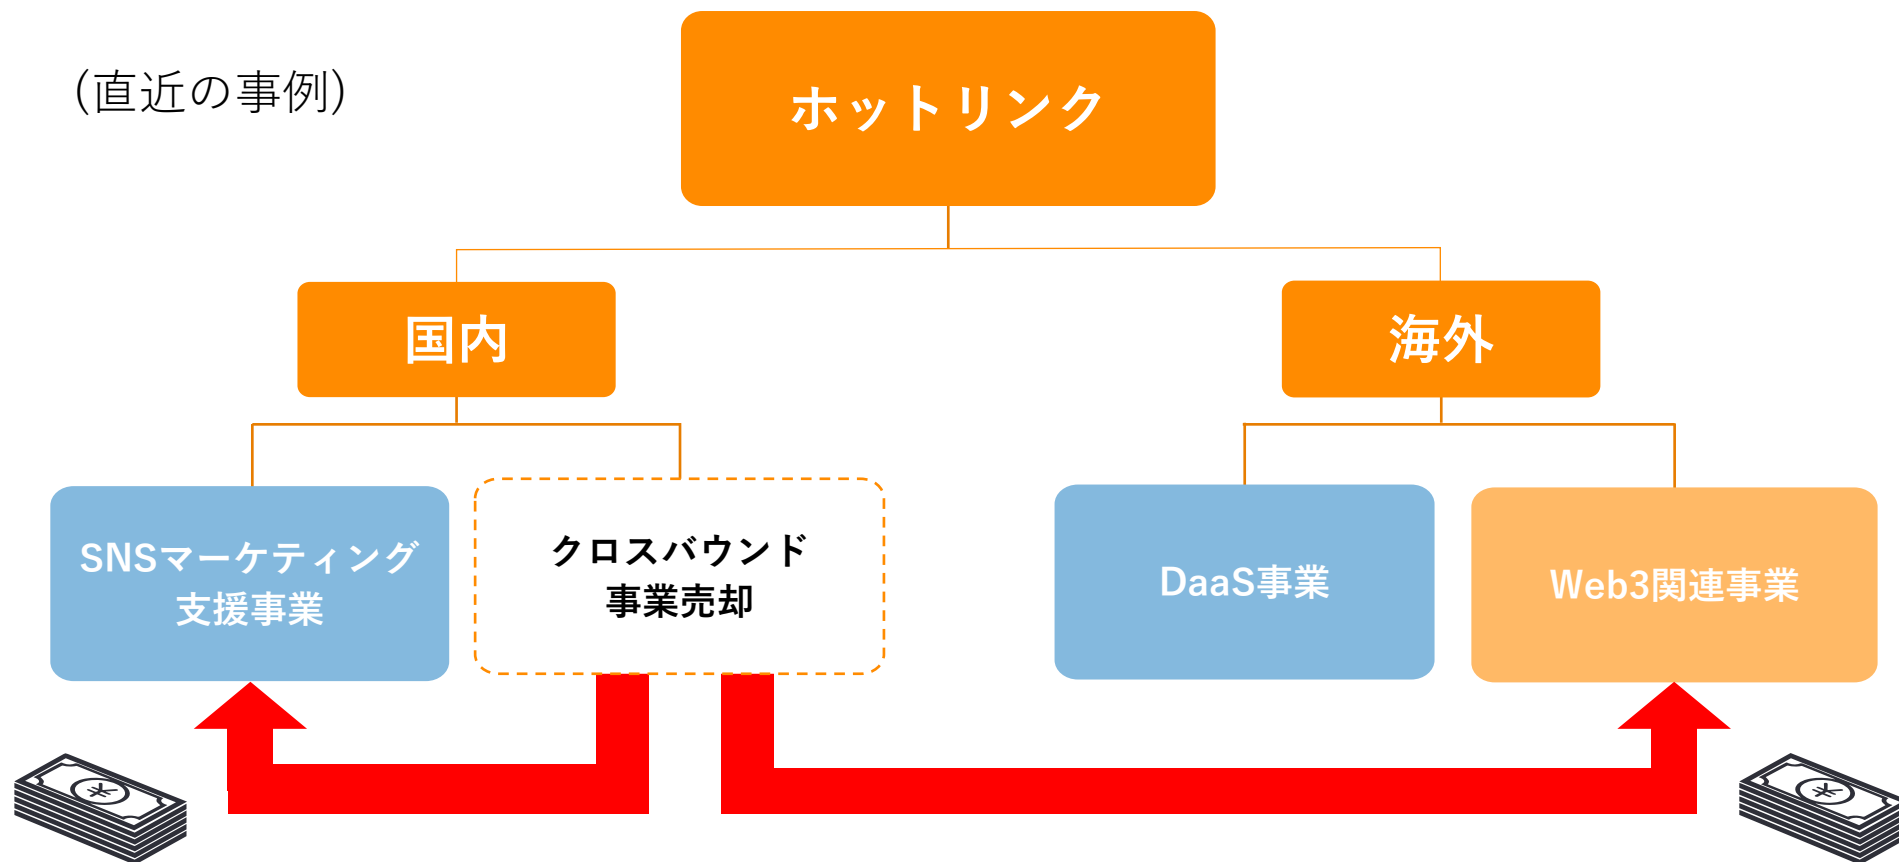 (直近の事例)
ホットリンク
国内
海外
SNSマーケティング
支援事業
クロスバウンド
事業売却
DaaS事業
Web3関連事業
¥
¥